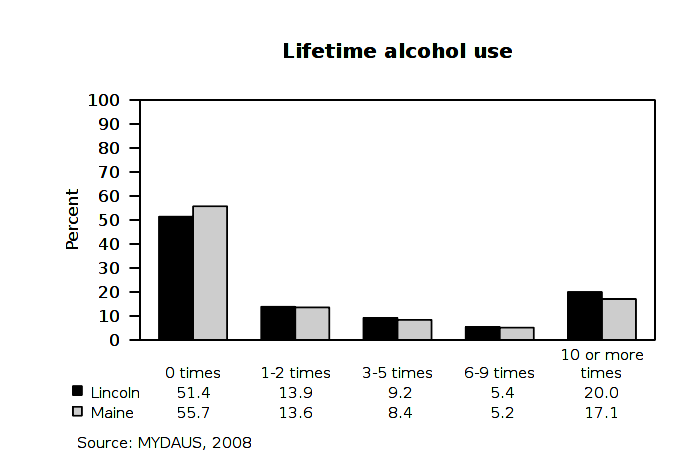 Lifetime alcohol use
100
90
80
70
60
50
40
30
20
10
0
Percent
0 times 1-2 times 3-5 times 6-9 times 10 or more times
Lincoln 51.4 13.9 9.2 5.4 20.0
Maine 55.7 13.6 8.4 5.2 17.1
Source: MYDAUS, 2008